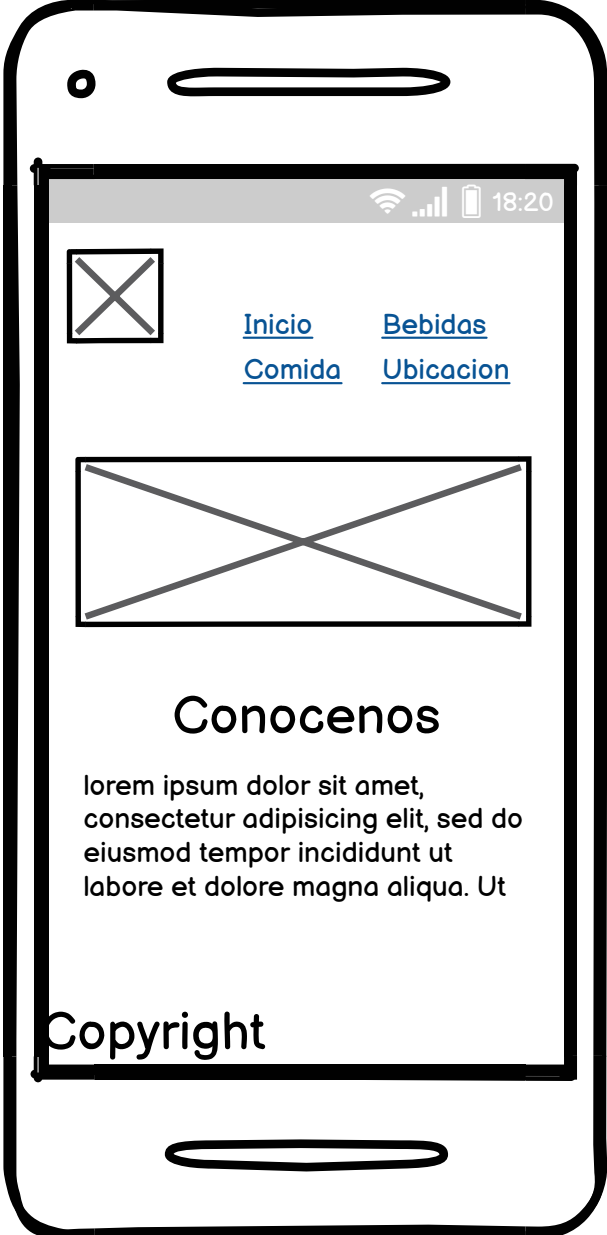 18:20
Inicio Bebidas
Comida Ubicacion
Conocenos
lorem ipsum dolor sit amet,
consectetur adipisicing elit, sed do
eiusmod tempor incididunt ut
labore et dolore magna aliqua. Ut
Copyright